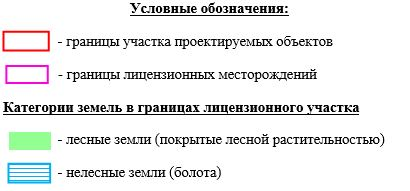 Условные обозначения:
- границы участка проектируемых объектов
- границы лицензионных месторождений
Категории земель в границах лицензионного участка
- лесные земли (покрытые лесной растительностью)
- нелесные земли (болота)